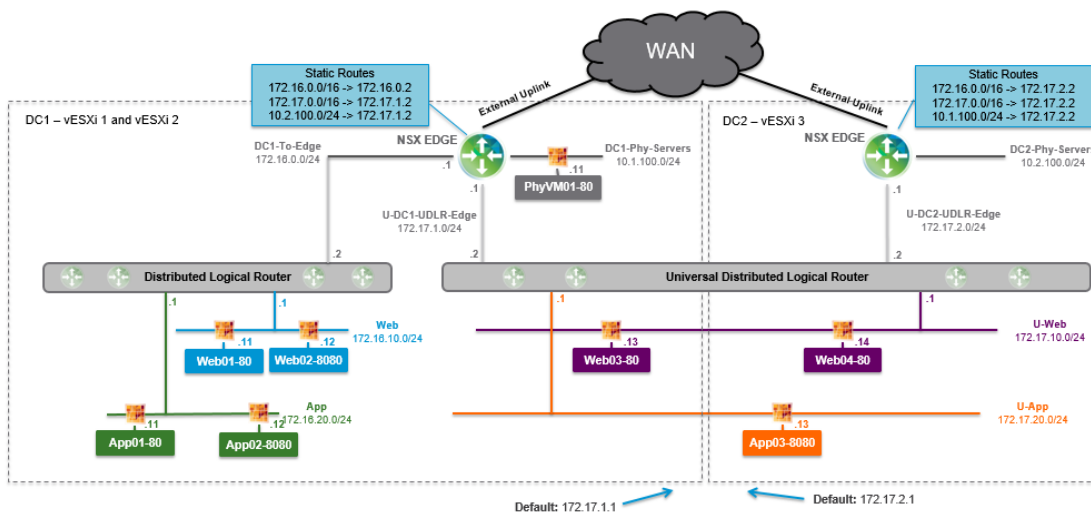 WAN
Static Routes
172.16.0.0/16 -> 172.16.0.2
172.17.0.0/16 -> 172.17.1.2
10.2.100.0/24 -> 172.17.1.2
Static Routes
172.16.0.0/16 -> 172.17.2.2
172.17.0.0/16 -> 172.17.2.2
10.1.100.0/24 -> 172.17.2.2
External Uplink
External Uplink
DC1 – vESXi 1 and vESXi 2
DC2 – vESXi 3
NSX EDGE
NSX EDGE
DC1-To-Edge
172.16.0.0/24
.1
DC1-Phy-Servers
10.1.100.0/24
.11
PhyVM01-80
DC2-Phy-Servers
10.2.100.0/24
.1
.1
U-DC1-UDLR-Edge
172.17.1.0/24
U-DC2-UDLR-Edge
172.17.2.0/24
.2
.2
.2
Distributed Logical Router
Universal Distributed Logical Router
.1
.1
.1
.1
Web
172.16.10.0/24
.11
.12
Web01-80
Web02-8080
U-Web
172.17.10.0/24
.13
.14
Web03-80
Web04-80
App
172.16.20.0/24
.11
.12
App01-80
App02-8080
U-App
172.17.20.0/24
.13
App03-8080
Default: 172.17.1.1
Default: 172.17.2.1